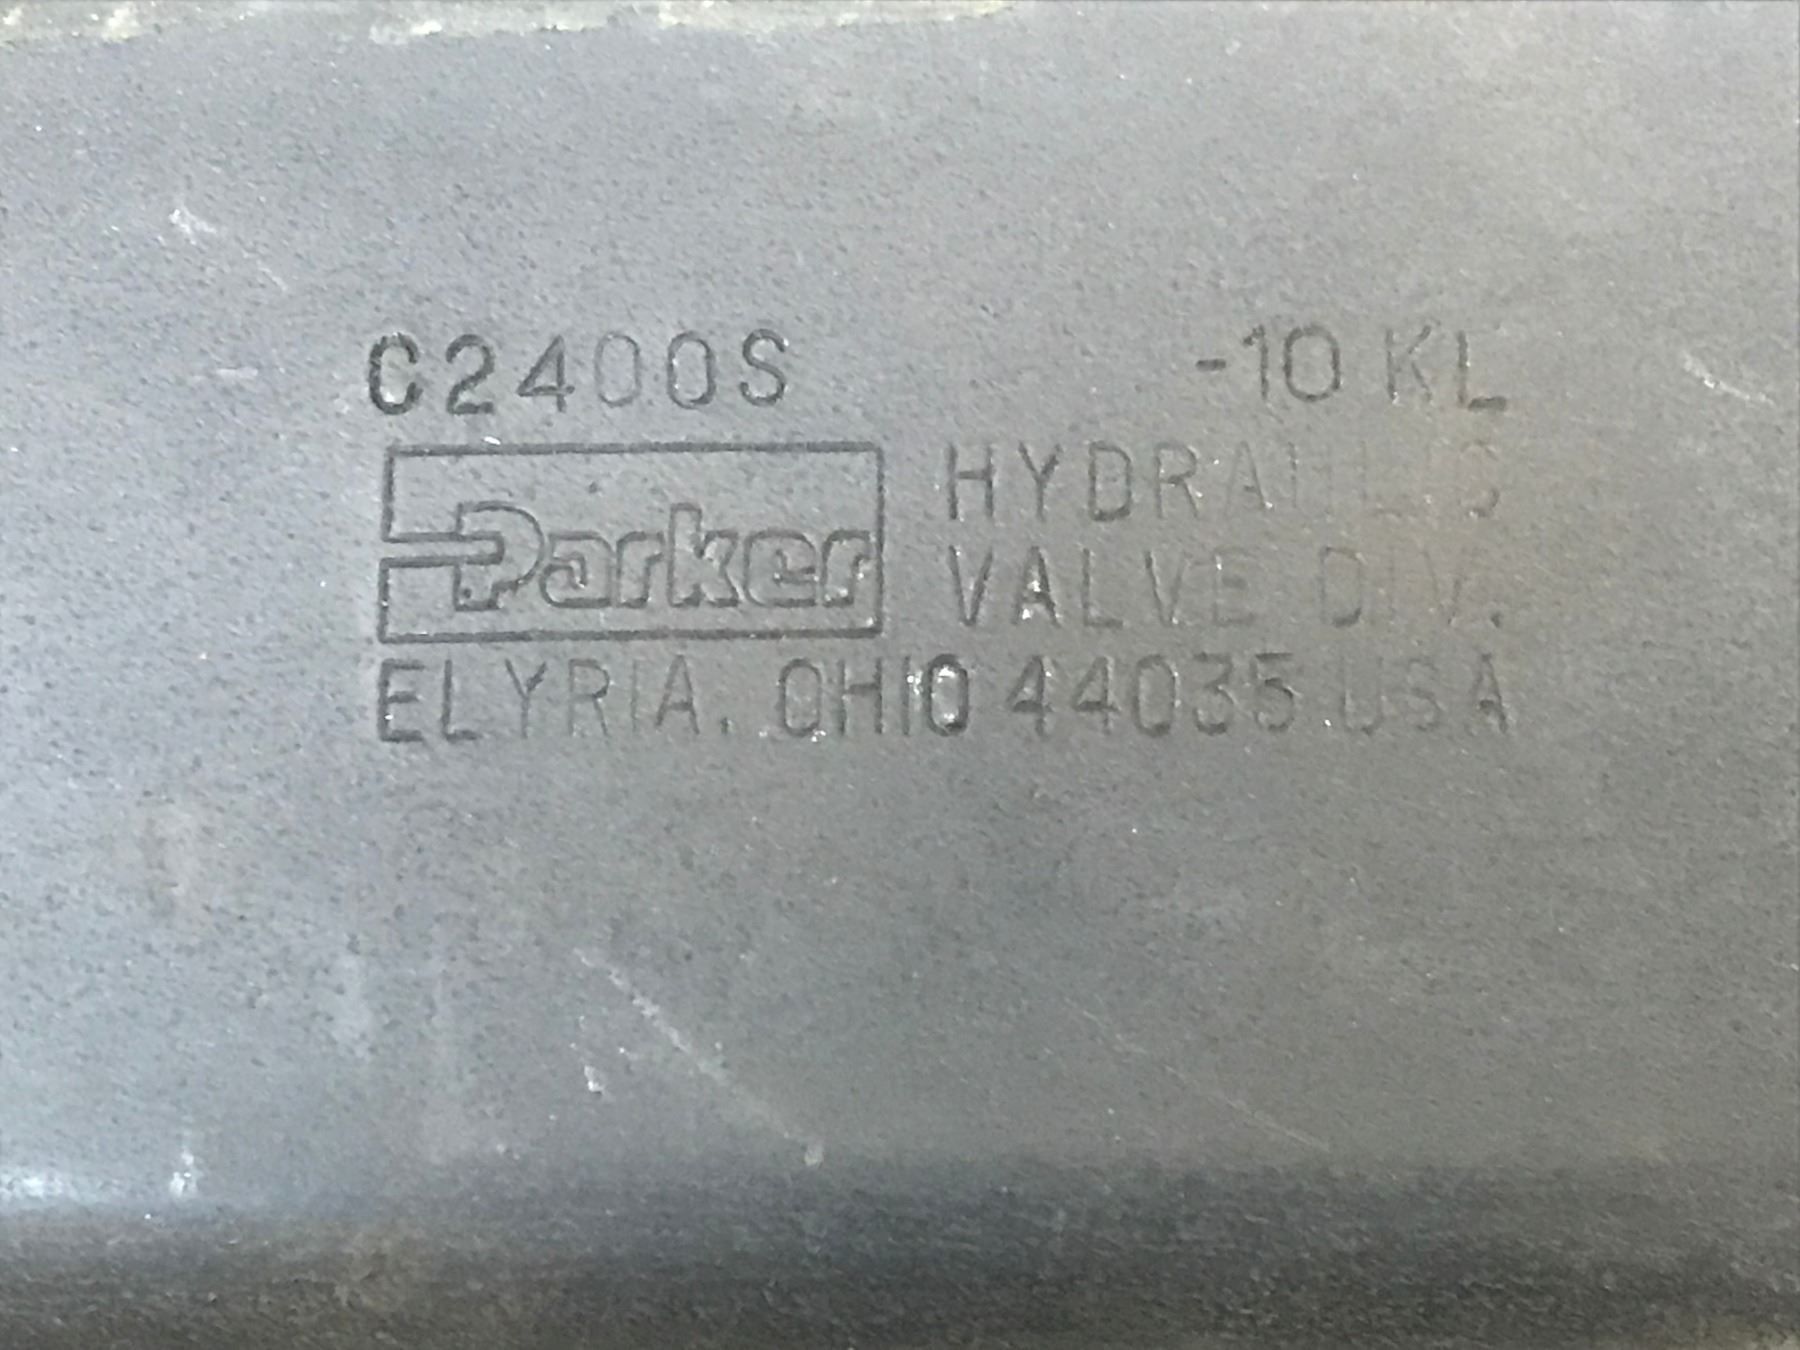 C2400S -10 KL
Parker HYDRAULIC
VALVE DIV.
ELYRIA, OHIO 44035 USA